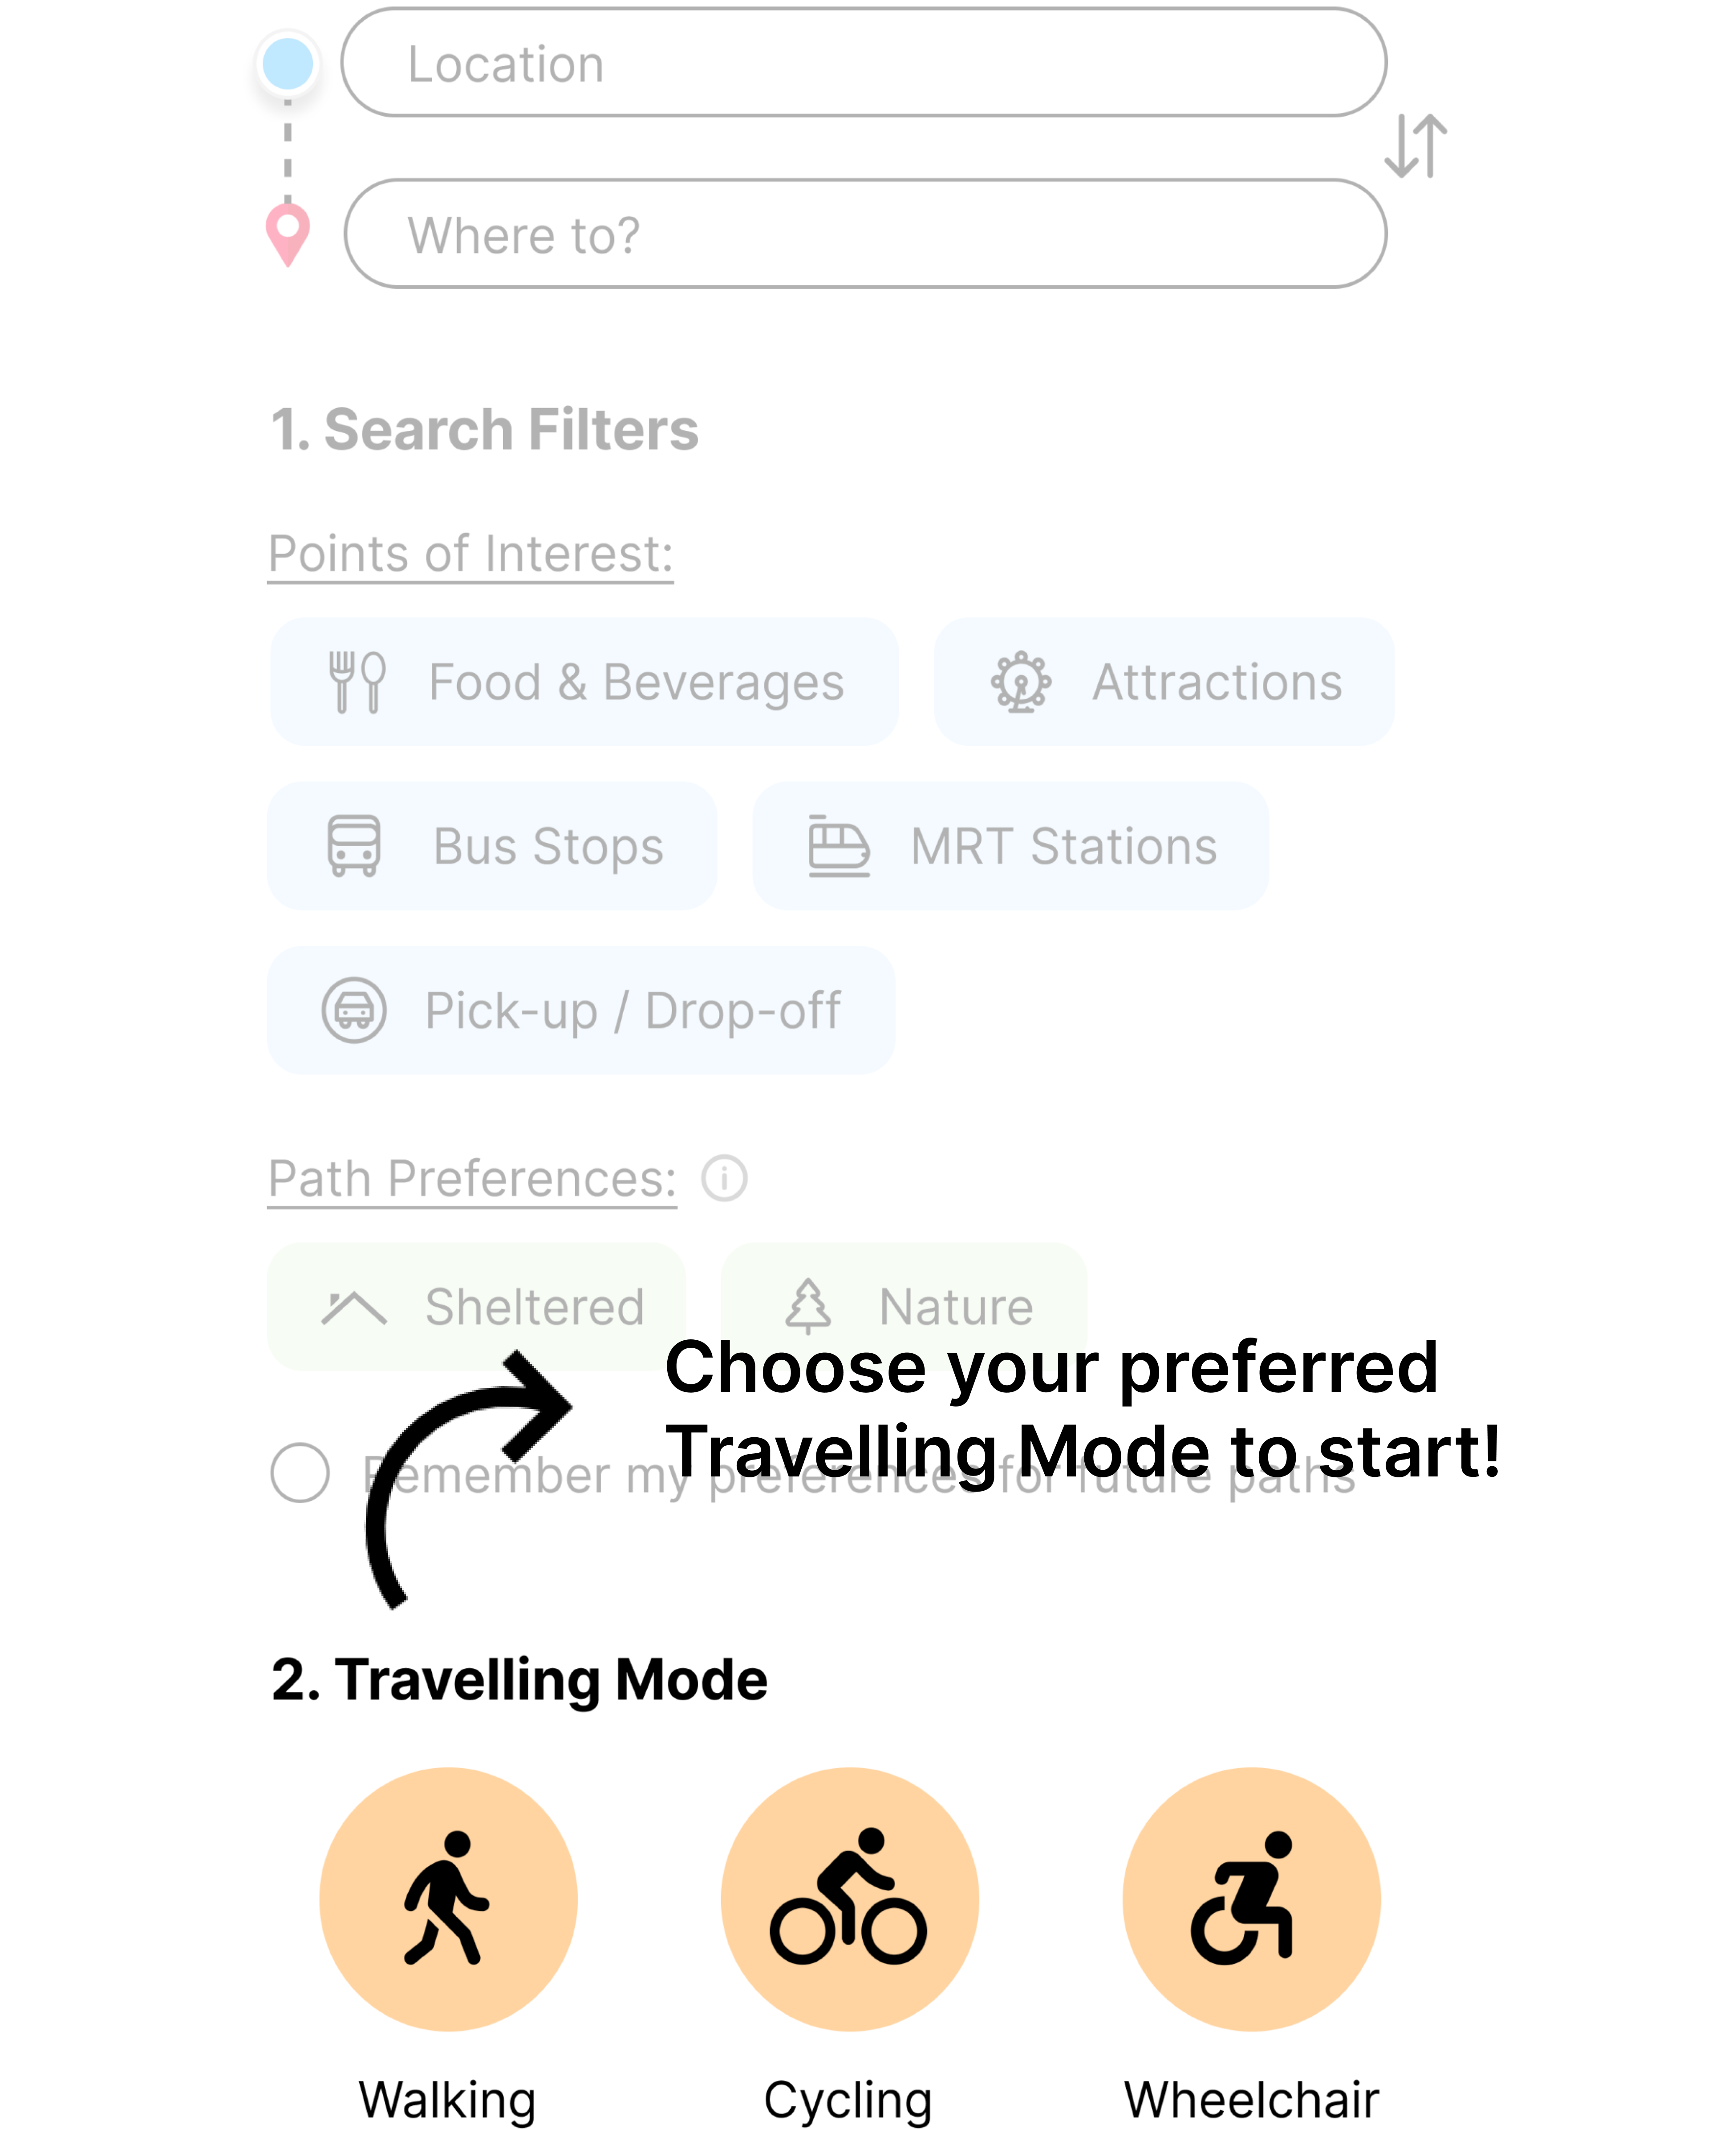 Location
Where to?
1. Search Filters
Points of Interest:
Food & Beverages
Attractions
Bus Stops
MRT Stations
Pick-up / Drop-off
Path Preferences:
Sheltered
Nature
Choose your preferred
Travelling Mode to start!
Remember my preferences for future paths
2. Travelling Mode
Walking
Cycling
Wheelchair